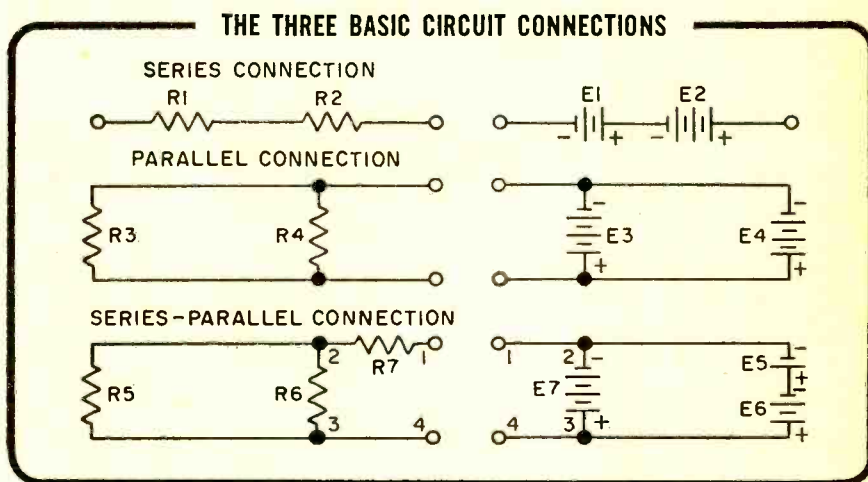 THE THREE BASIC CIRCUIT CONNECTIONS
SERIES CONNECTION
R1 R2 E1 E2
- + - +
PARALLEL CONNECTION
- -
R3 R4 E3 E4
+ +
SERIES-PARALLEL CONNECTION
2 R7 1 1 2 - -
R5 R6 E7 E5
+
-
E6
3 4 4 3 + +